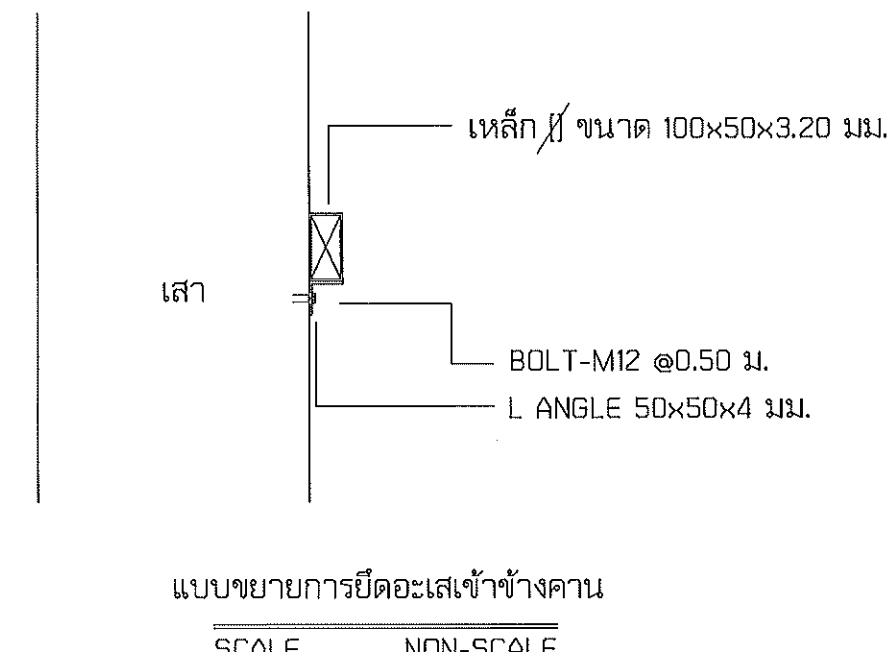 เหล็ก [] ขนาด 100x50x3.20 มม.
เสา
BOLT-M12 @0.50 ม.
L ANGLE 50x50x4 มม.
แบบขยายการยึดอะเสเข้าข้างคาน
SCALE NON-SCALE